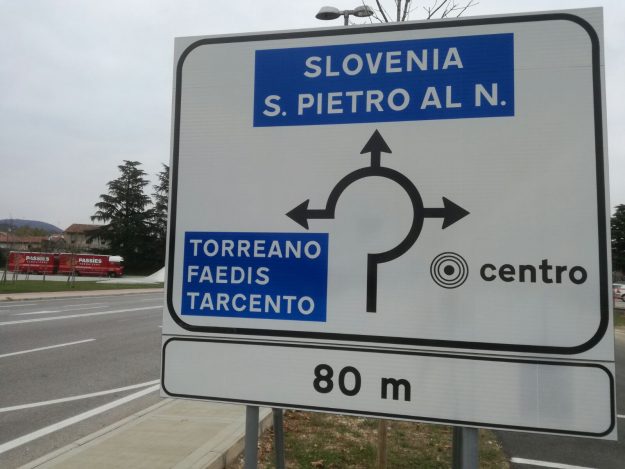 SLOVENIA
S. PIETRO AL N.
TORREANO
FAEDIS
TARCENTO
centro
80 m